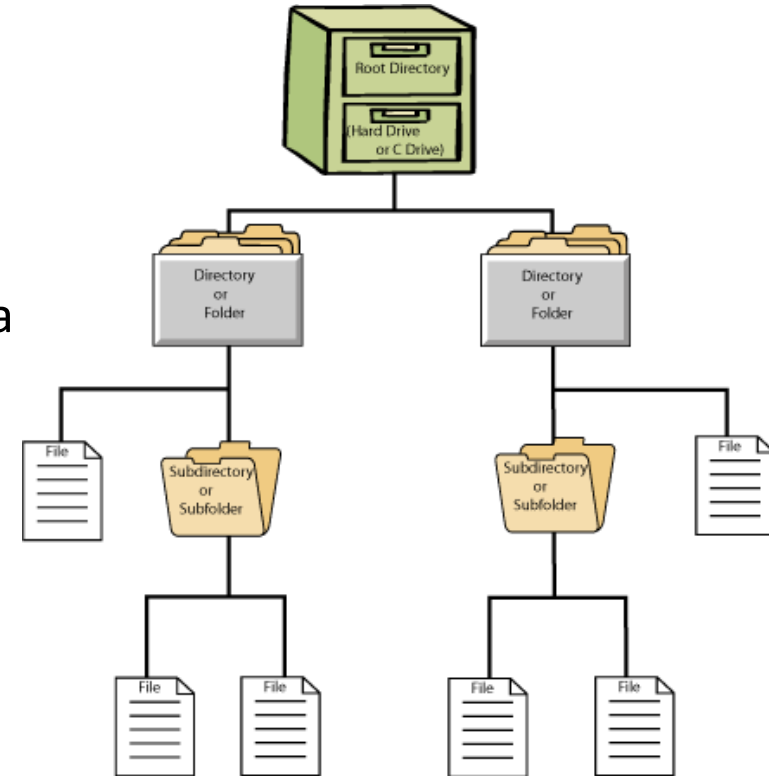 Root Directory
(Hard Drive
or C Drive)
Directory
or
Folder
Directory
or
Folder
a
File
Subdirectory
or
Subfolder
Subdirectory
or
Subfolder
File
File
File
File
File